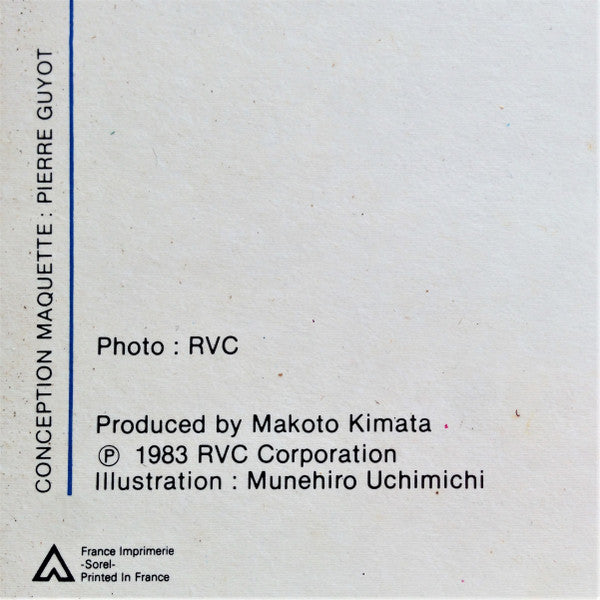 CONCEPTION MAQUETTE : PIERRE GUYOT
Photo : RVC
Produced by Makoto Kimata
℗ 1983 RVC Corporation
Illustration : Munehiro Uchimichi
France Imprimerie
-Sorel-
Printed In France